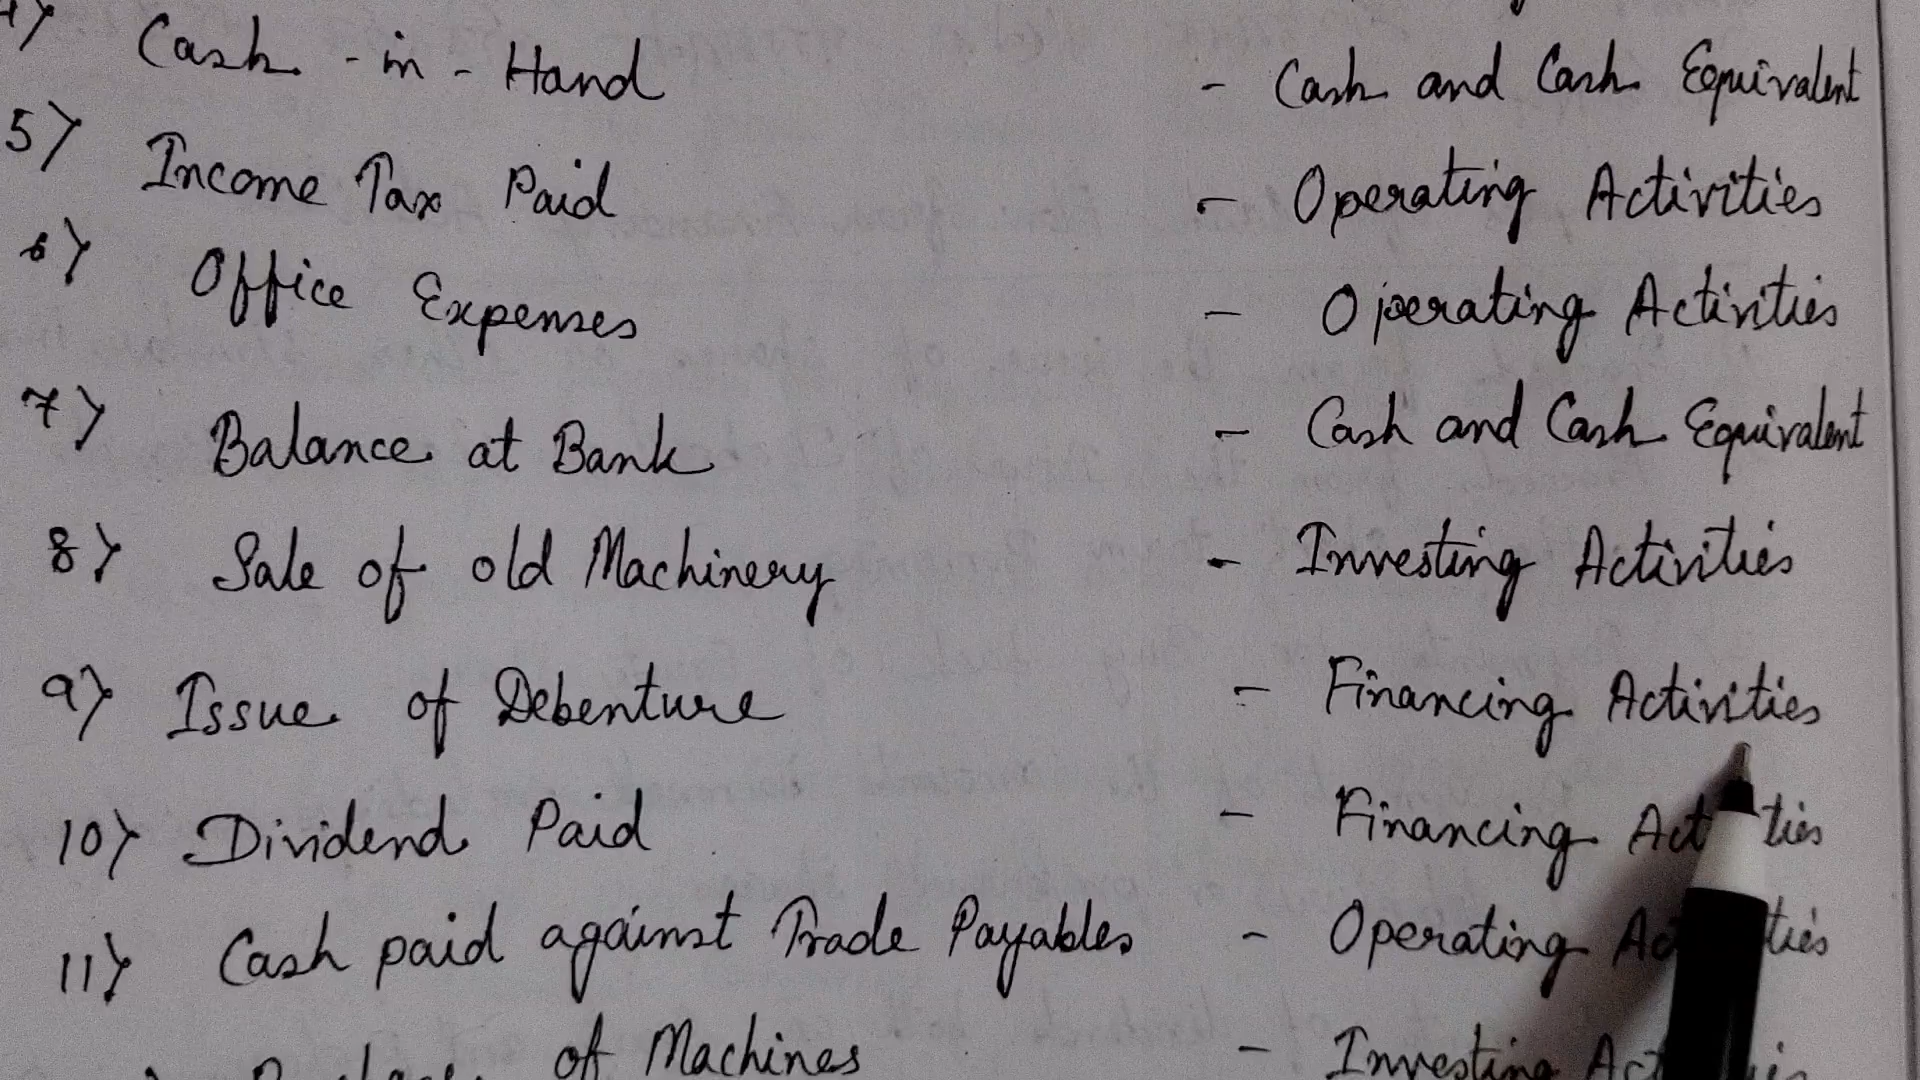 Cash-in-Hand - Cash and Cash Equivalent
5) Income Tax Paid - Operating Activities
6) Office Expenses - Operating Activities
7) Balance at Bank - Cash and Cash Equivalent
8) Sale of old Machinery - Investing Activities
9) Issue of Debenture - Financing Activities
10) Dividend Paid - Financing
11) Cash paid against Trade Payables - Operating
of Machines - Investing